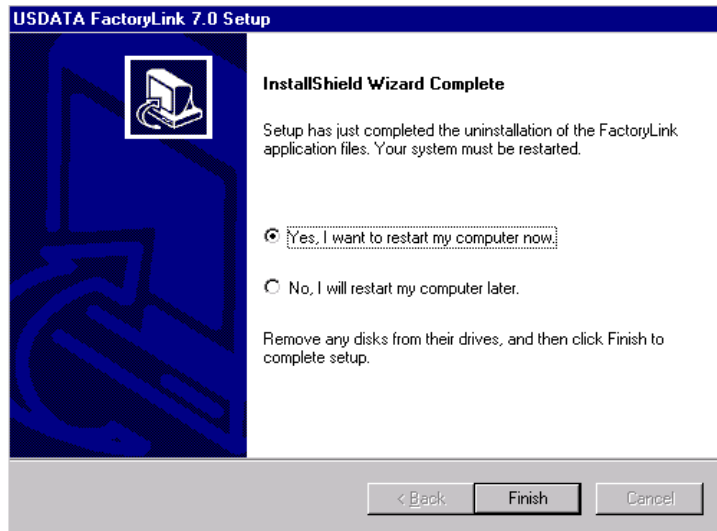 USDATA FactoryLink 7.0 Setup
InstallShield Wizard Complete
Setup has just completed the uninstallation of the FactoryLink
application files. Your system must be restarted.
Yes, I want to restart my computer now.
No, I will restart my computer later.
Remove any disks from their drives, and then click Finish to
complete setup.
< Back Finish Cancel